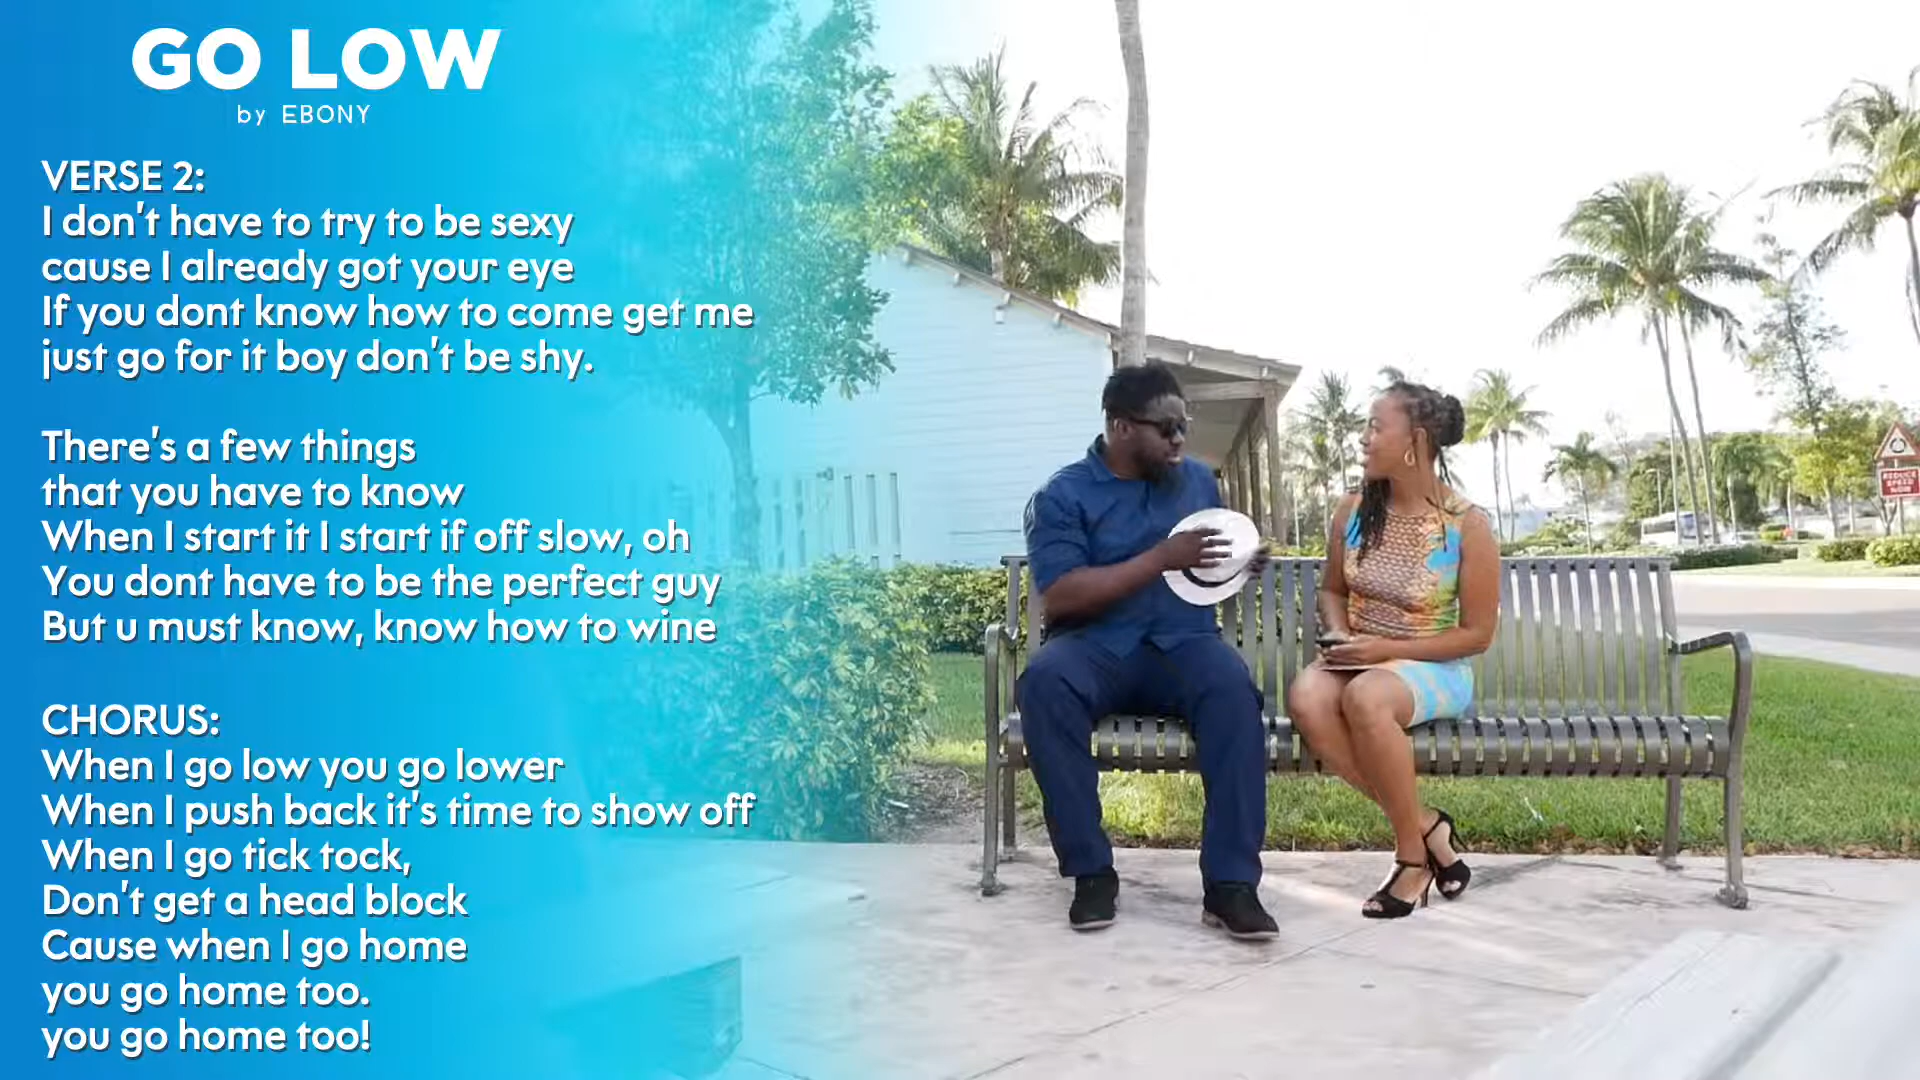 GO LOW
by EBONY
VERSE 2:
I don't have to try to be sexy
cause I already got your eye
If you dont know how to come get me
just go for it boy don't be shy.
There's a few things
that you have to know
When I start it I start if off slow, oh
You dont have to be the perfect guy
But u must know, know how to wine
CHORUS:
When I go low you go lower
When I push back it's time to show off
When I go tick tock,
Don't get a head block
Cause when I go home
you go home too.
you go home too!
REDUCE
SPEED
NOW